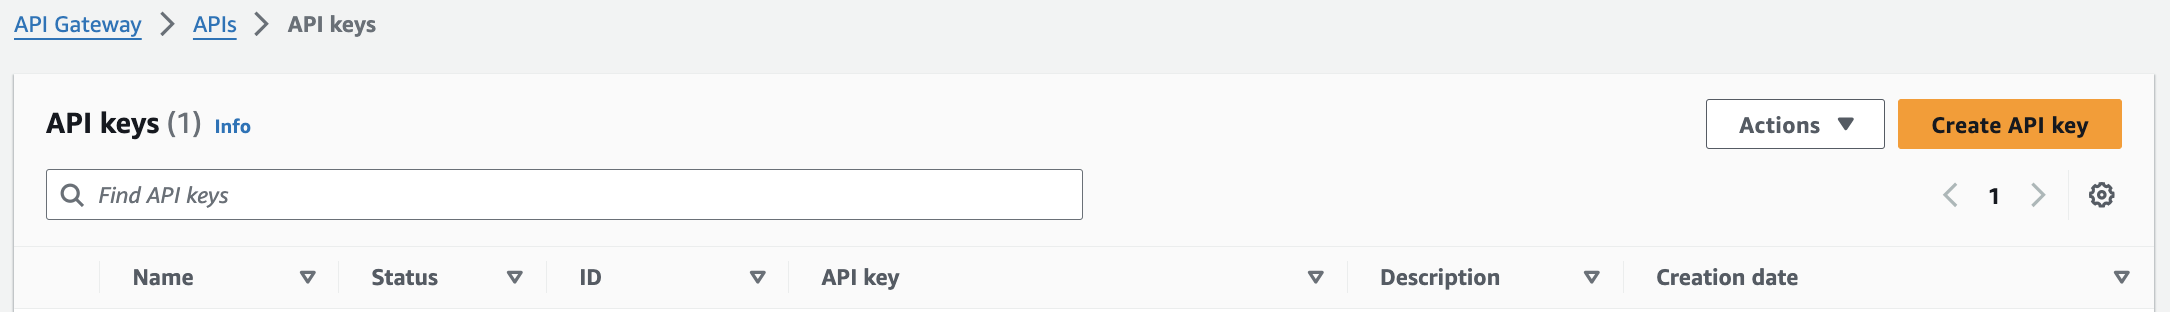 API Gateway > APIs > API keys
API keys (1) Info
Actions Create API key
Find API keys
1
Name Status ID API key Description Creation date